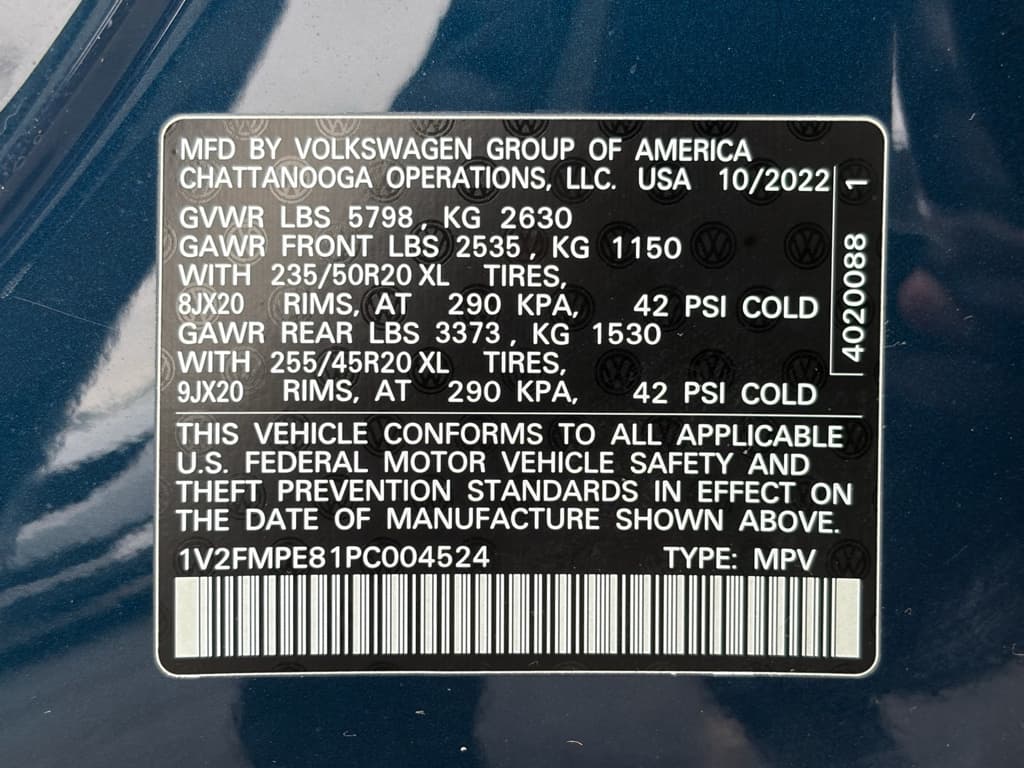 MFD BY VOLKSWAGEN GROUP OF AMERICA
CHATTANOOGA OPERATIONS, LLC. USA 10/2022
GVWR LBS 5798, KG 2630
GAWR FRONT LBS 2535, KG 1150
WITH 235/50R20 XL TIRES,
8JX20 RIMS, AT 290 KPA, 42 PSI COLD
GAWR REAR LBS 3373, KG 1530
WITH 255/45R20 XL TIRES,
9JX20 RIMS, AT 290 KPA, 42 PSI COLD
4020088 1
THIS VEHICLE CONFORMS TO ALL APPLICABLE
U.S. FEDERAL MOTOR VEHICLE SAFETY AND
THEFT PREVENTION STANDARDS IN EFFECT ON
THE DATE OF MANUFACTURE SHOWN ABOVE.
1V2FMPE81PC004524 TYPE: MPV